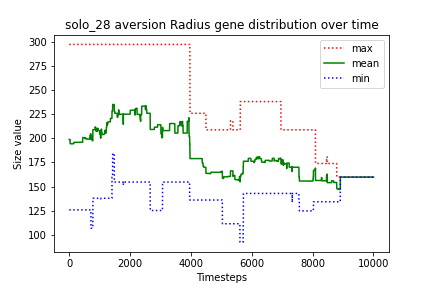 solo_28 aversion Radius gene distribution over time
300
275
250
225
200
175
150
125
100
Size value
max
mean
min
0
2000
4000
6000
8000
10000
Timesteps